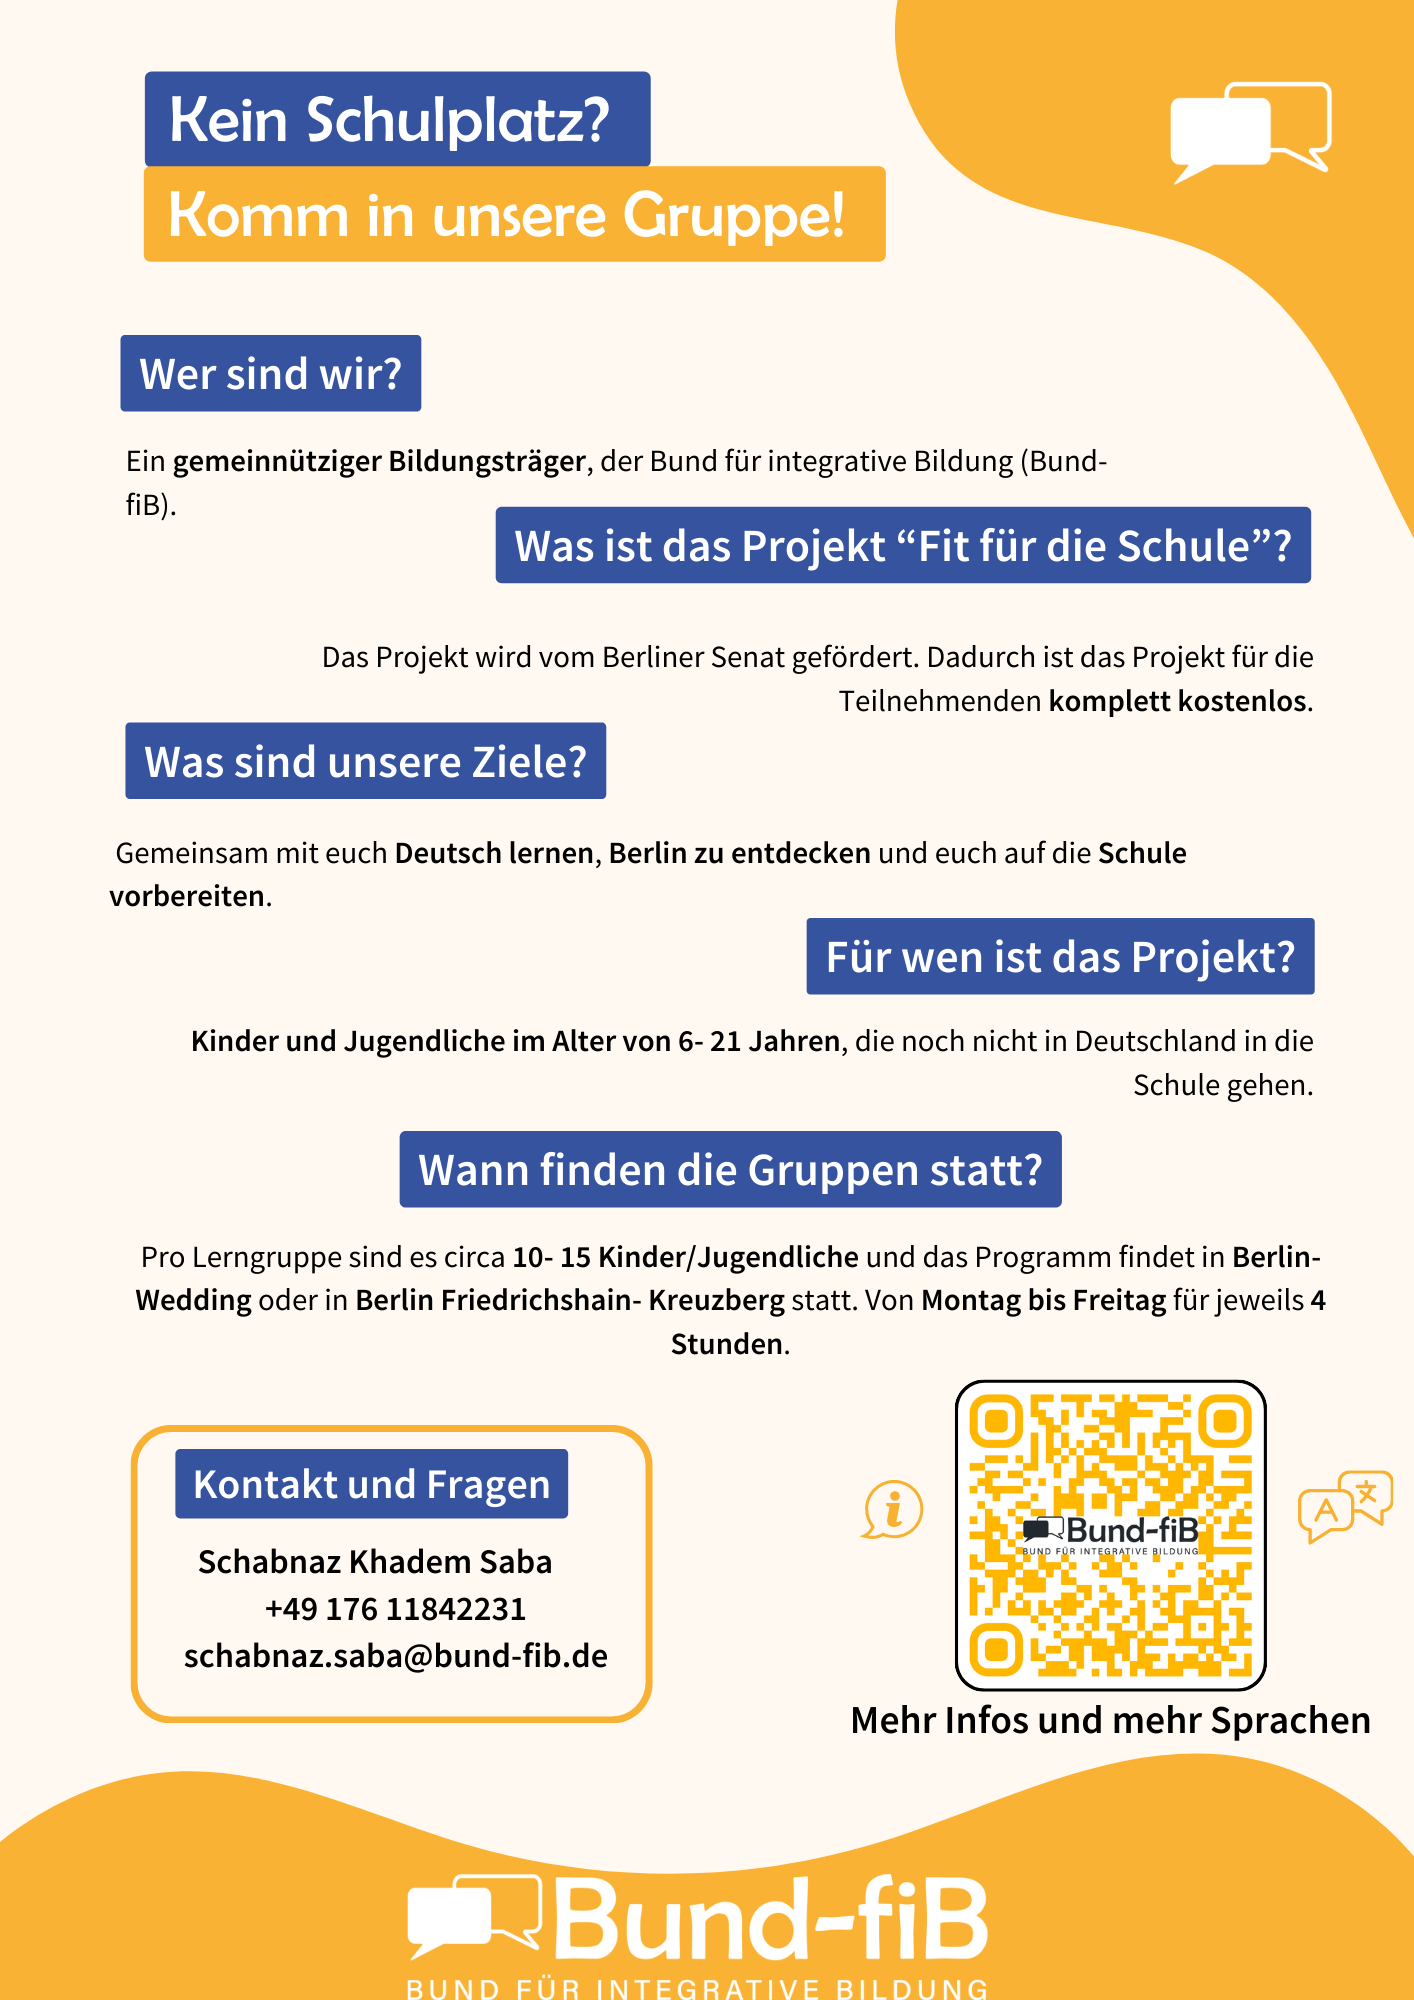 Kein Schulplatz?
Komm in unsere Gruppe!
Wer sind wir?
Ein gemeinnütziger Bildungsträger, der Bund für integrative Bildung (Bund-
fiB).
Was ist das Projekt “Fit für die Schule”?
Das Projekt wird vom Berliner Senat gefördert. Dadurch ist das Projekt für die
Teilnehmenden komplett kostenlos.
Was sind unsere Ziele?
Gemeinsam mit euch Deutsch lernen, Berlin zu entdecken und euch auf die Schule
vorbereiten.
Für wen ist das Projekt?
Kinder und Jugendliche im Alter von 6- 21 Jahren, die noch nicht in Deutschland in die
Schule gehen.
Wann finden die Gruppen statt?
Pro Lerngruppe sind es circa 10- 15 Kinder/Jugendliche und das Programm findet in Berlin-
Wedding oder in Berlin Friedrichshain- Kreuzberg statt. Von Montag bis Freitag für jeweils 4
Stunden.
Kontakt und Fragen
Schabnaz Khadem Saba
+49 176 11842231
schabnaz.saba@bund-fib.de
i
A 文
Bund-fiB
BUND FÜR INTEGRATIVE BILDUNG
Mehr Infos und mehr Sprachen
Bund-fiB
BUND FÜR INTEGRATIVE BILDUNG